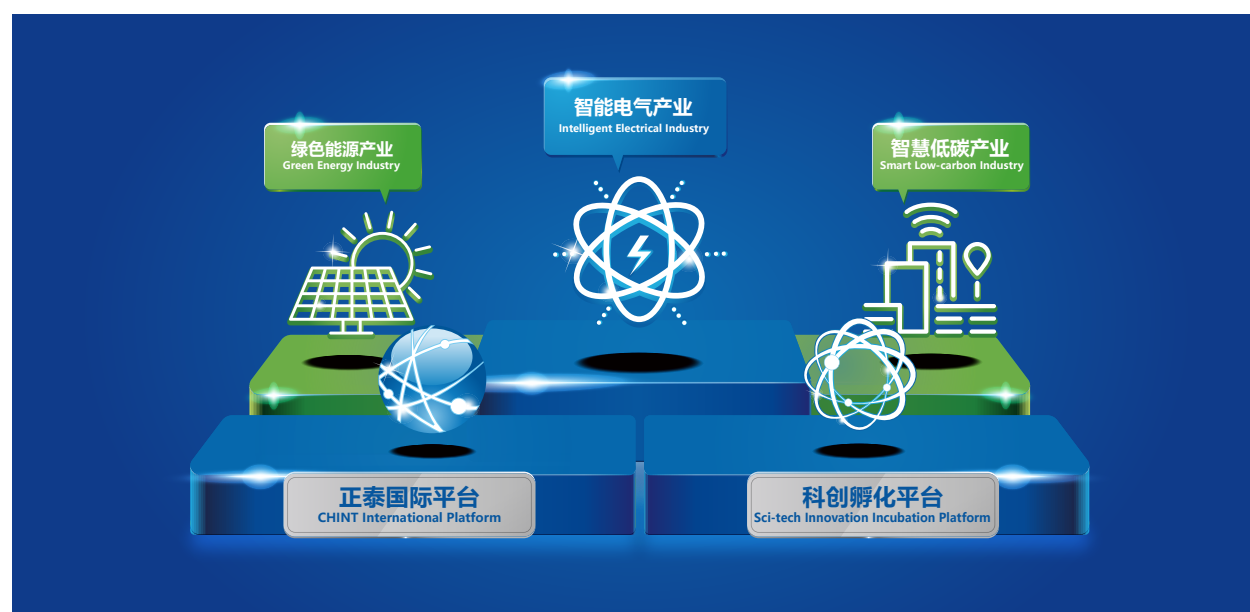 智能电气产业
Intelligent Electrical Industry
绿色能源产业
Green Energy Industry
智慧低碳产业
Smart Low-carbon Industry
正泰国际平台
CHINT International Platform
科创孵化平台
Sci-tech Innovation Incubation Platform